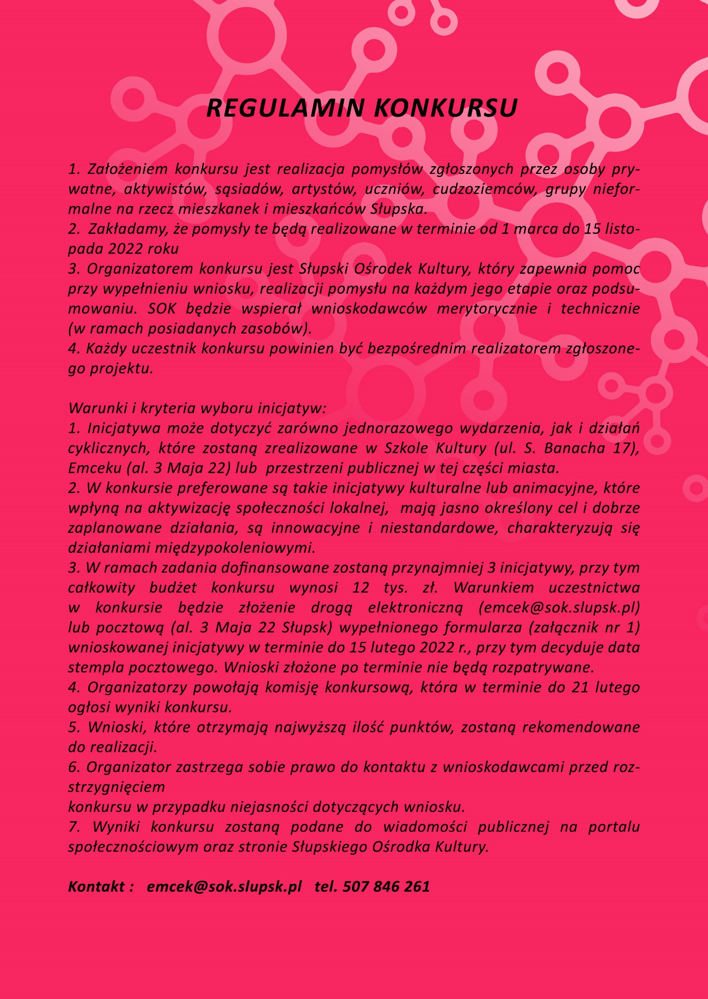 REGULAMIN KONKURSU
1. Założeniem konkursu jest realizacja pomysłów zgłoszonych przez osoby pry-
watne, aktywistów, sąsiadów, artystów, uczniów, cudzoziemców, grupy niefor-
malne na rzecz mieszkanek i mieszkańców Słupska.
2. Zakładamy, że pomysły te będą realizowane w terminie od 1 marca do 15 listo-
pada 2022 roku
3. Organizatorem konkursu jest Słupski Ośrodek Kultury, który zapewnia pomoc
przy wypełnieniu wniosku, realizacji pomysłu na każdym jego etapie oraz podsu-
mowaniu. SOK będzie wspierał wnioskodawców merytorycznie i technicznie
(w ramach posiadanych zasobów).
4. Każdy uczestnik konkursu powinien być bezpośrednim realizatorem zgłoszone-
go projektu.
Warunki i kryteria wyboru inicjatyw:
1. Inicjatywa może dotyczyć zarówno jednorazowego wydarzenia, jak i działań
cyklicznych, które zostaną zrealizowane w Szkole Kultury (ul. S. Banacha 17),
Emceku (al. 3 Maja 22) lub przestrzeni publicznej w tej części miasta.
2. W konkursie preferowane są takie inicjatywy kulturalne lub animacyjne, które
wpłyną na aktywizację społeczności lokalnej, mają jasno określony cel i dobrze
zaplanowane działania, są innowacyjne i niestandardowe, charakteryzują się
działaniami międzypokoleniowymi.
3. W ramach zadania dofinansowane zostaną przynajmniej 3 inicjatywy, przy tym
całkowity budżet konkursu wynosi 12 tys. zł. Warunkiem uczestnictwa
w konkursie będzie złożenie drogą elektroniczną (emcek@sok.slupsk.pl)
lub pocztową (al. 3 Maja 22 Słupsk) wypełnionego formularza (załącznik nr 1)
wnioskowanej inicjatywy w terminie do 15 lutego 2022 r., przy tym decyduje data
stempla pocztowego. Wnioski złożone po terminie nie będą rozpatrywane.
4. Organizatorzy powołają komisję konkursową, która w terminie do 21 lutego
ogłosi wyniki konkursu.
5. Wnioski, które otrzymają najwyższą ilość punktów, zostaną rekomendowane
do realizacji.
6. Organizator zastrzega sobie prawo do kontaktu z wnioskodawcami przed roz-
strzygnięciem
konkursu w przypadku niejasności dotyczących wniosku.
7. Wyniki konkursu zostaną podane do wiadomości publicznej na portalu
społecznościowym oraz stronie Słupskiego Ośrodka Kultury.
Kontakt : emcek@sok.slupsk.pl tel. 507 846 261